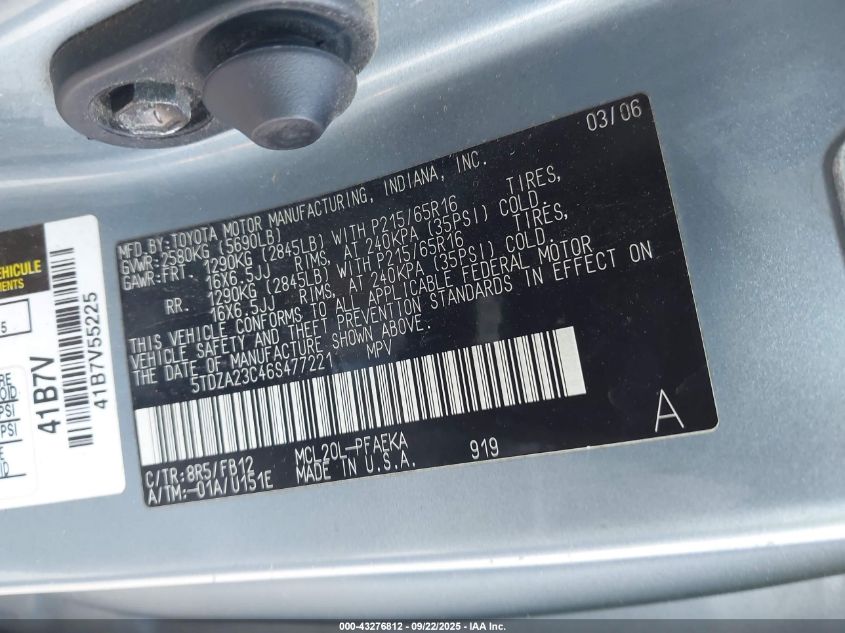 03/06
MFD.BY:TOYOTA MOTOR MANUFACTURING, INDIANA, INC.
GVWR:2580KG (5690LB)
GAWR:FRT. 1290KG (2845LB) WITH P215/65R16 TIRES,
16X6.5JJ RIMS, AT 240KPA (35PSI) COLD.
RR. 1290KG (2845LB) WITH P215/65R16 TIRES,
16X6.5JJ RIMS, AT 240KPA (35PSI) COLD.
THIS VEHICLE CONFORMS TO ALL APPLICABLE FEDERAL MOTOR
VEHICLE SAFETY AND THEFT PREVENTION STANDARDS IN EFFECT ON
THE DATE OF MANUFACTURE SHOWN ABOVE.
5TDZA23C46S477221 MPV
C/TR:8R5/FB12 MCL20L-PFAEKA 919
A/TM:-01A/U151E MADE IN U.S.A.
A
VEHICULE
5
PSI
PSI
41B7V
41B7V55225
000-43276812 - 09/22/2025 - IAA Inc.